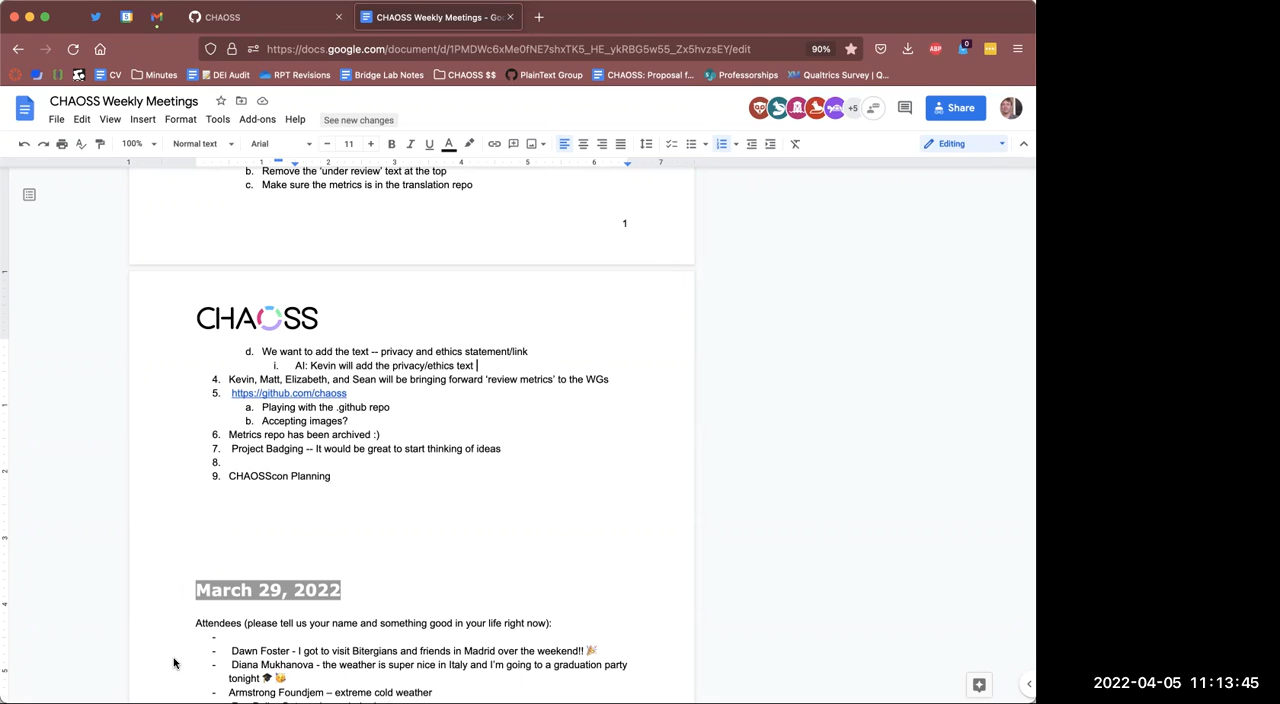 CHAOSS
CHAOSS Weekly Meetings - Go
https://docs.google.com/document/d/1PMDWc6xMe0fNE7shxTK5_HE_ykRBG5w55_Zx5hvzsEY/edit
90%
ABP
0
CV
Minutes
DEI Audit
RPT Revisions
Bridge Lab Notes
CHAOSS $$
PlainText Group
CHAOSS: Proposal f...
Professorships
Qualtrics Survey | Q...
CHAOSS Weekly Meetings
File Edit View Insert Format Tools Add-ons Help
See new changes
+5
Share
100%
Normal text
Arial
11
B I U A
Editing
1 1 2 3 4 5 6 7
b. Remove the 'under review' text at the top
c. Make sure the metrics is in the translation repo
1
CHAOSS
d. We want to add the text -- privacy and ethics statement/link
i. AI: Kevin will add the privacy/ethics text
4. Kevin, Matt, Elizabeth, and Sean will be bringing forward 'review metrics' to the WGs
5. https://github.com/chaoss
a. Playing with the .github repo
b. Accepting images?
6. Metrics repo has been archived :)
7. Project Badging -- It would be great to start thinking of ideas
8.
9. CHAOSScon Planning
March 29, 2022
Attendees (please tell us your name and something good in your life right now):
-
- Dawn Foster - I got to visit Bitergians and friends in Madrid over the weekend!! 🎉
- Diana Mukhanova - the weather is super nice in Italy and I'm going to a graduation party
tonight 🎓🥳
- Armstrong Foundjem – extreme cold weather
2022-04-05 11:13:45